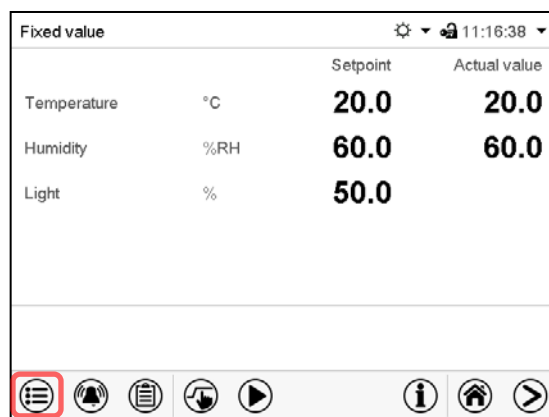 Fixed value 11:16:38
Setpoint Actual value
Temperature °C 20.0 20.0
Humidity %RH 60.0 60.0
Light % 50.0